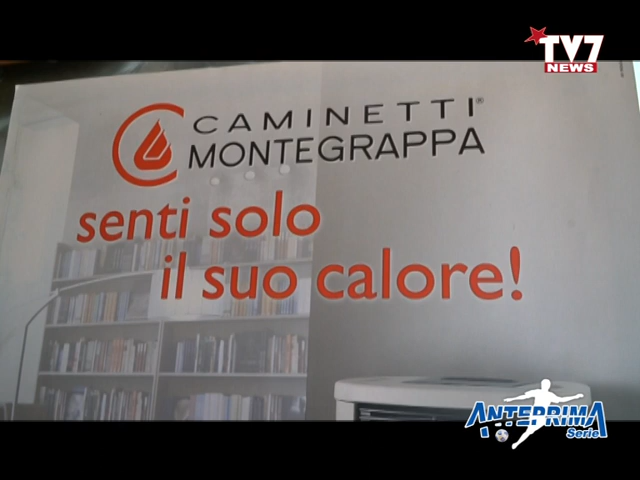 TV7
NEWS
CAMINETTI®
MONTEGRAPPA
senti solo
il suo calore!
ANTEPRIMA
Serie